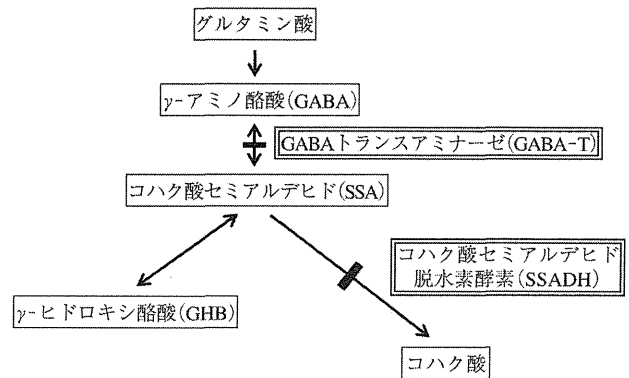 グルタミン酸
γ-アミノ酪酸(GABA)
GABAトランスアミナーゼ(GABA-T)
コハク酸セミアルデヒド(SSA)
コハク酸セミアルデヒド
脱水素酵素(SSADH)
γ-ヒドロキシ酪酸(GHB)
コハク酸